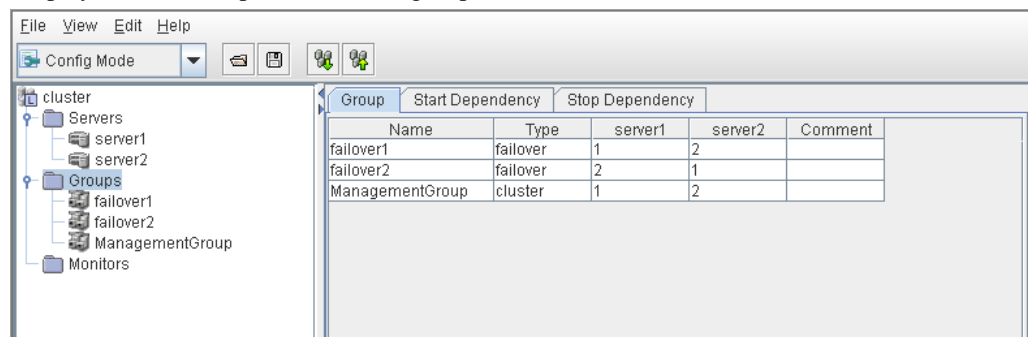 File View Edit Help
Config Mode
cluster
Servers
server1
server2
Groups
failover1
failover2
ManagementGroup
Monitors
Group Start Dependency Stop Dependency
Name Type server1 server2 Comment
failover1 failover 1 2
failover2 failover 2 1
ManagementGroup cluster 1 2